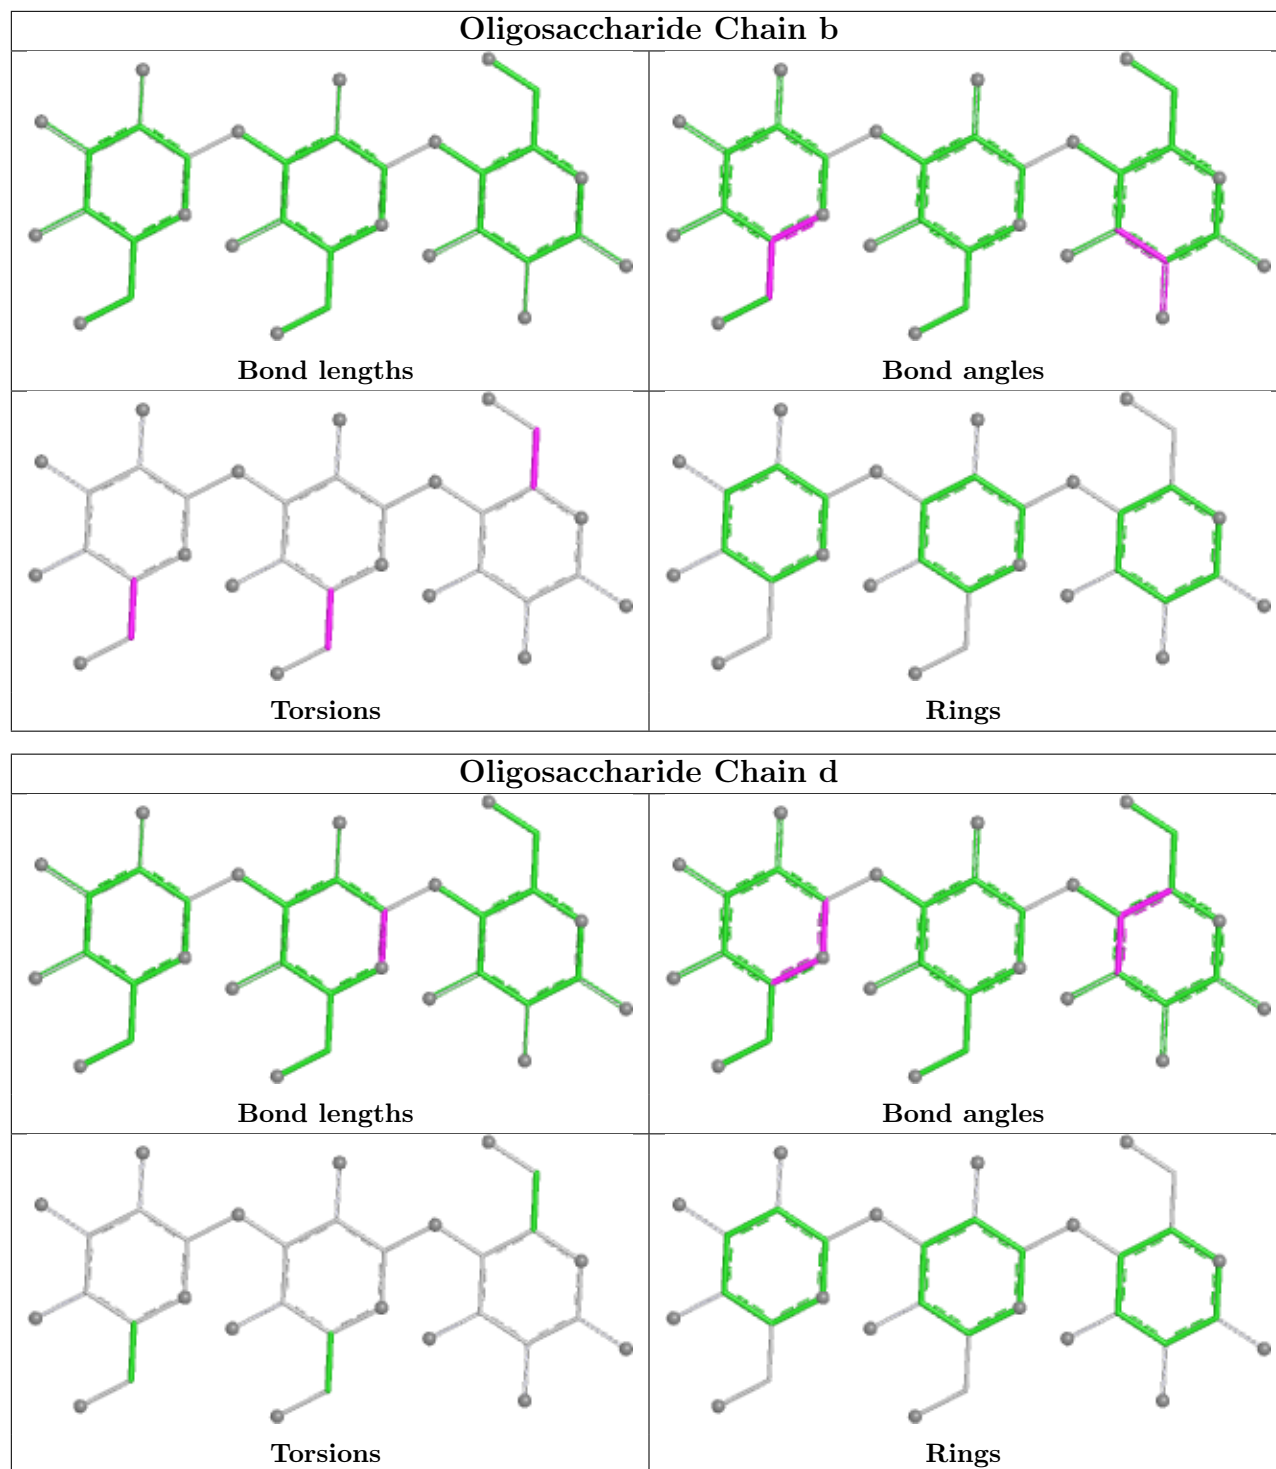 Oligosaccharide Chain b
Bond lengths
Bond angles
Torsions
Rings
Oligosaccharide Chain d
Bond lengths
Bond angles
Torsions
Rings